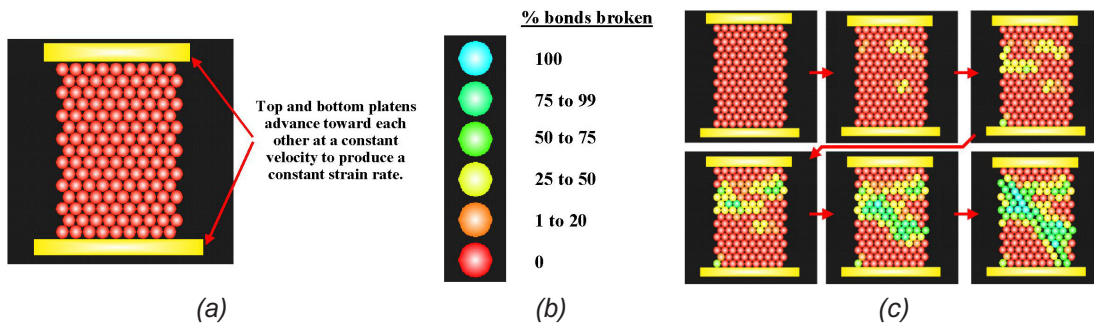 Top and bottom platens
advance toward each
other at a constant
velocity to produce a
constant strain rate.
(a)
% bonds broken
100
75 to 99
50 to 75
25 to 50
1 to 20
0
(b)
(c)